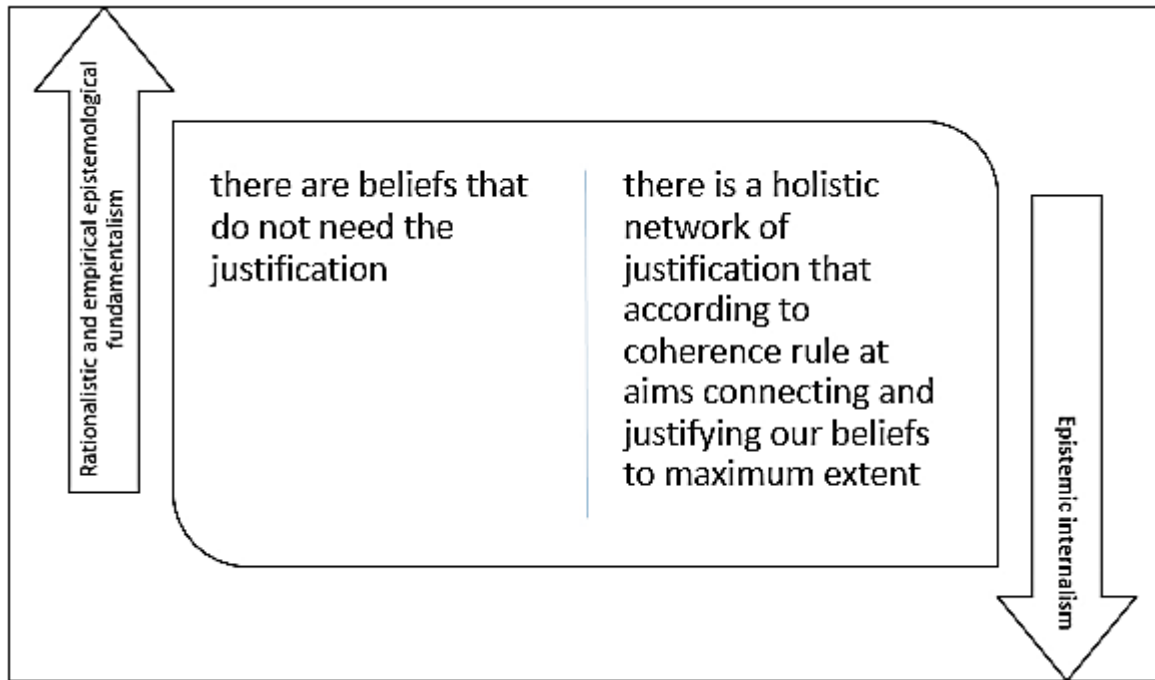 Rationalistic and empirical epistemological
fundamentalism
there are beliefs that
do not need the
justification
there is a holistic
network of
justification that
according to
coherence rule at
aims connecting and
justifying our beliefs
to maximum extent
Epistemic internalism